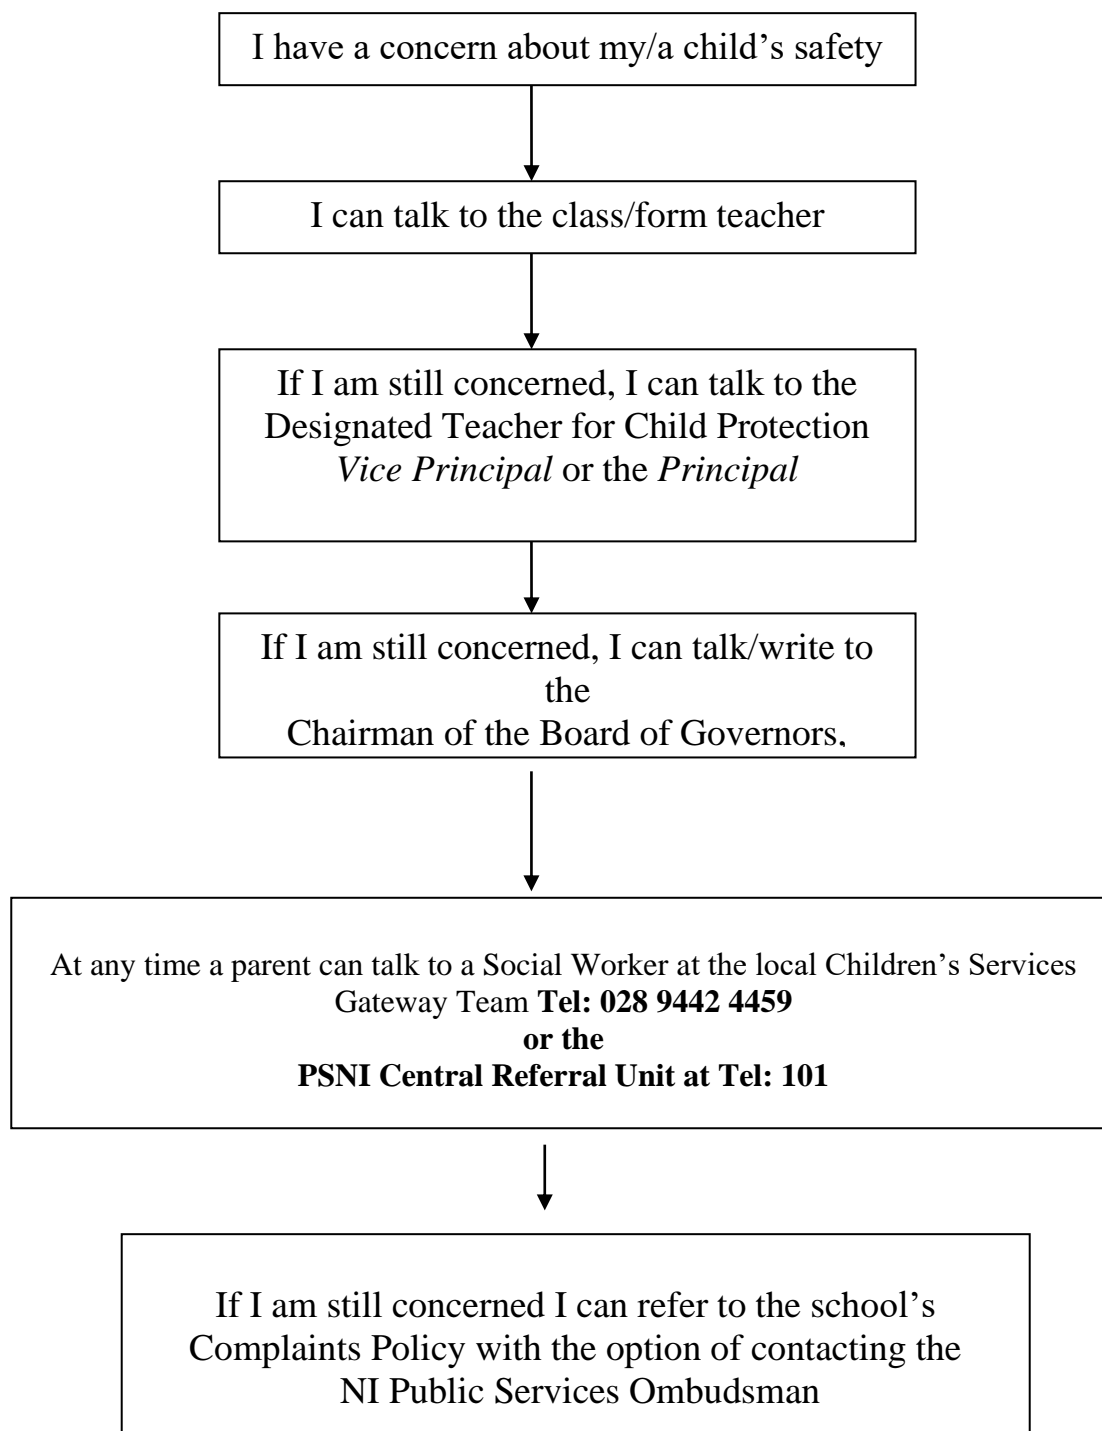 I have a concern about my/a child’s safety
I can talk to the class/form teacher
If I am still concerned, I can talk to the
Designated Teacher for Child Protection
Vice Principal or the Principal
If I am still concerned, I can talk/write to
the
Chairman of the Board of Governors,
At any time a parent can talk to a Social Worker at the local Children’s Services
Gateway Team Tel: 028 9442 4459
or the
PSNI Central Referral Unit at Tel: 101
If I am still concerned I can refer to the school’s
Complaints Policy with the option of contacting the
NI Public Services Ombudsman